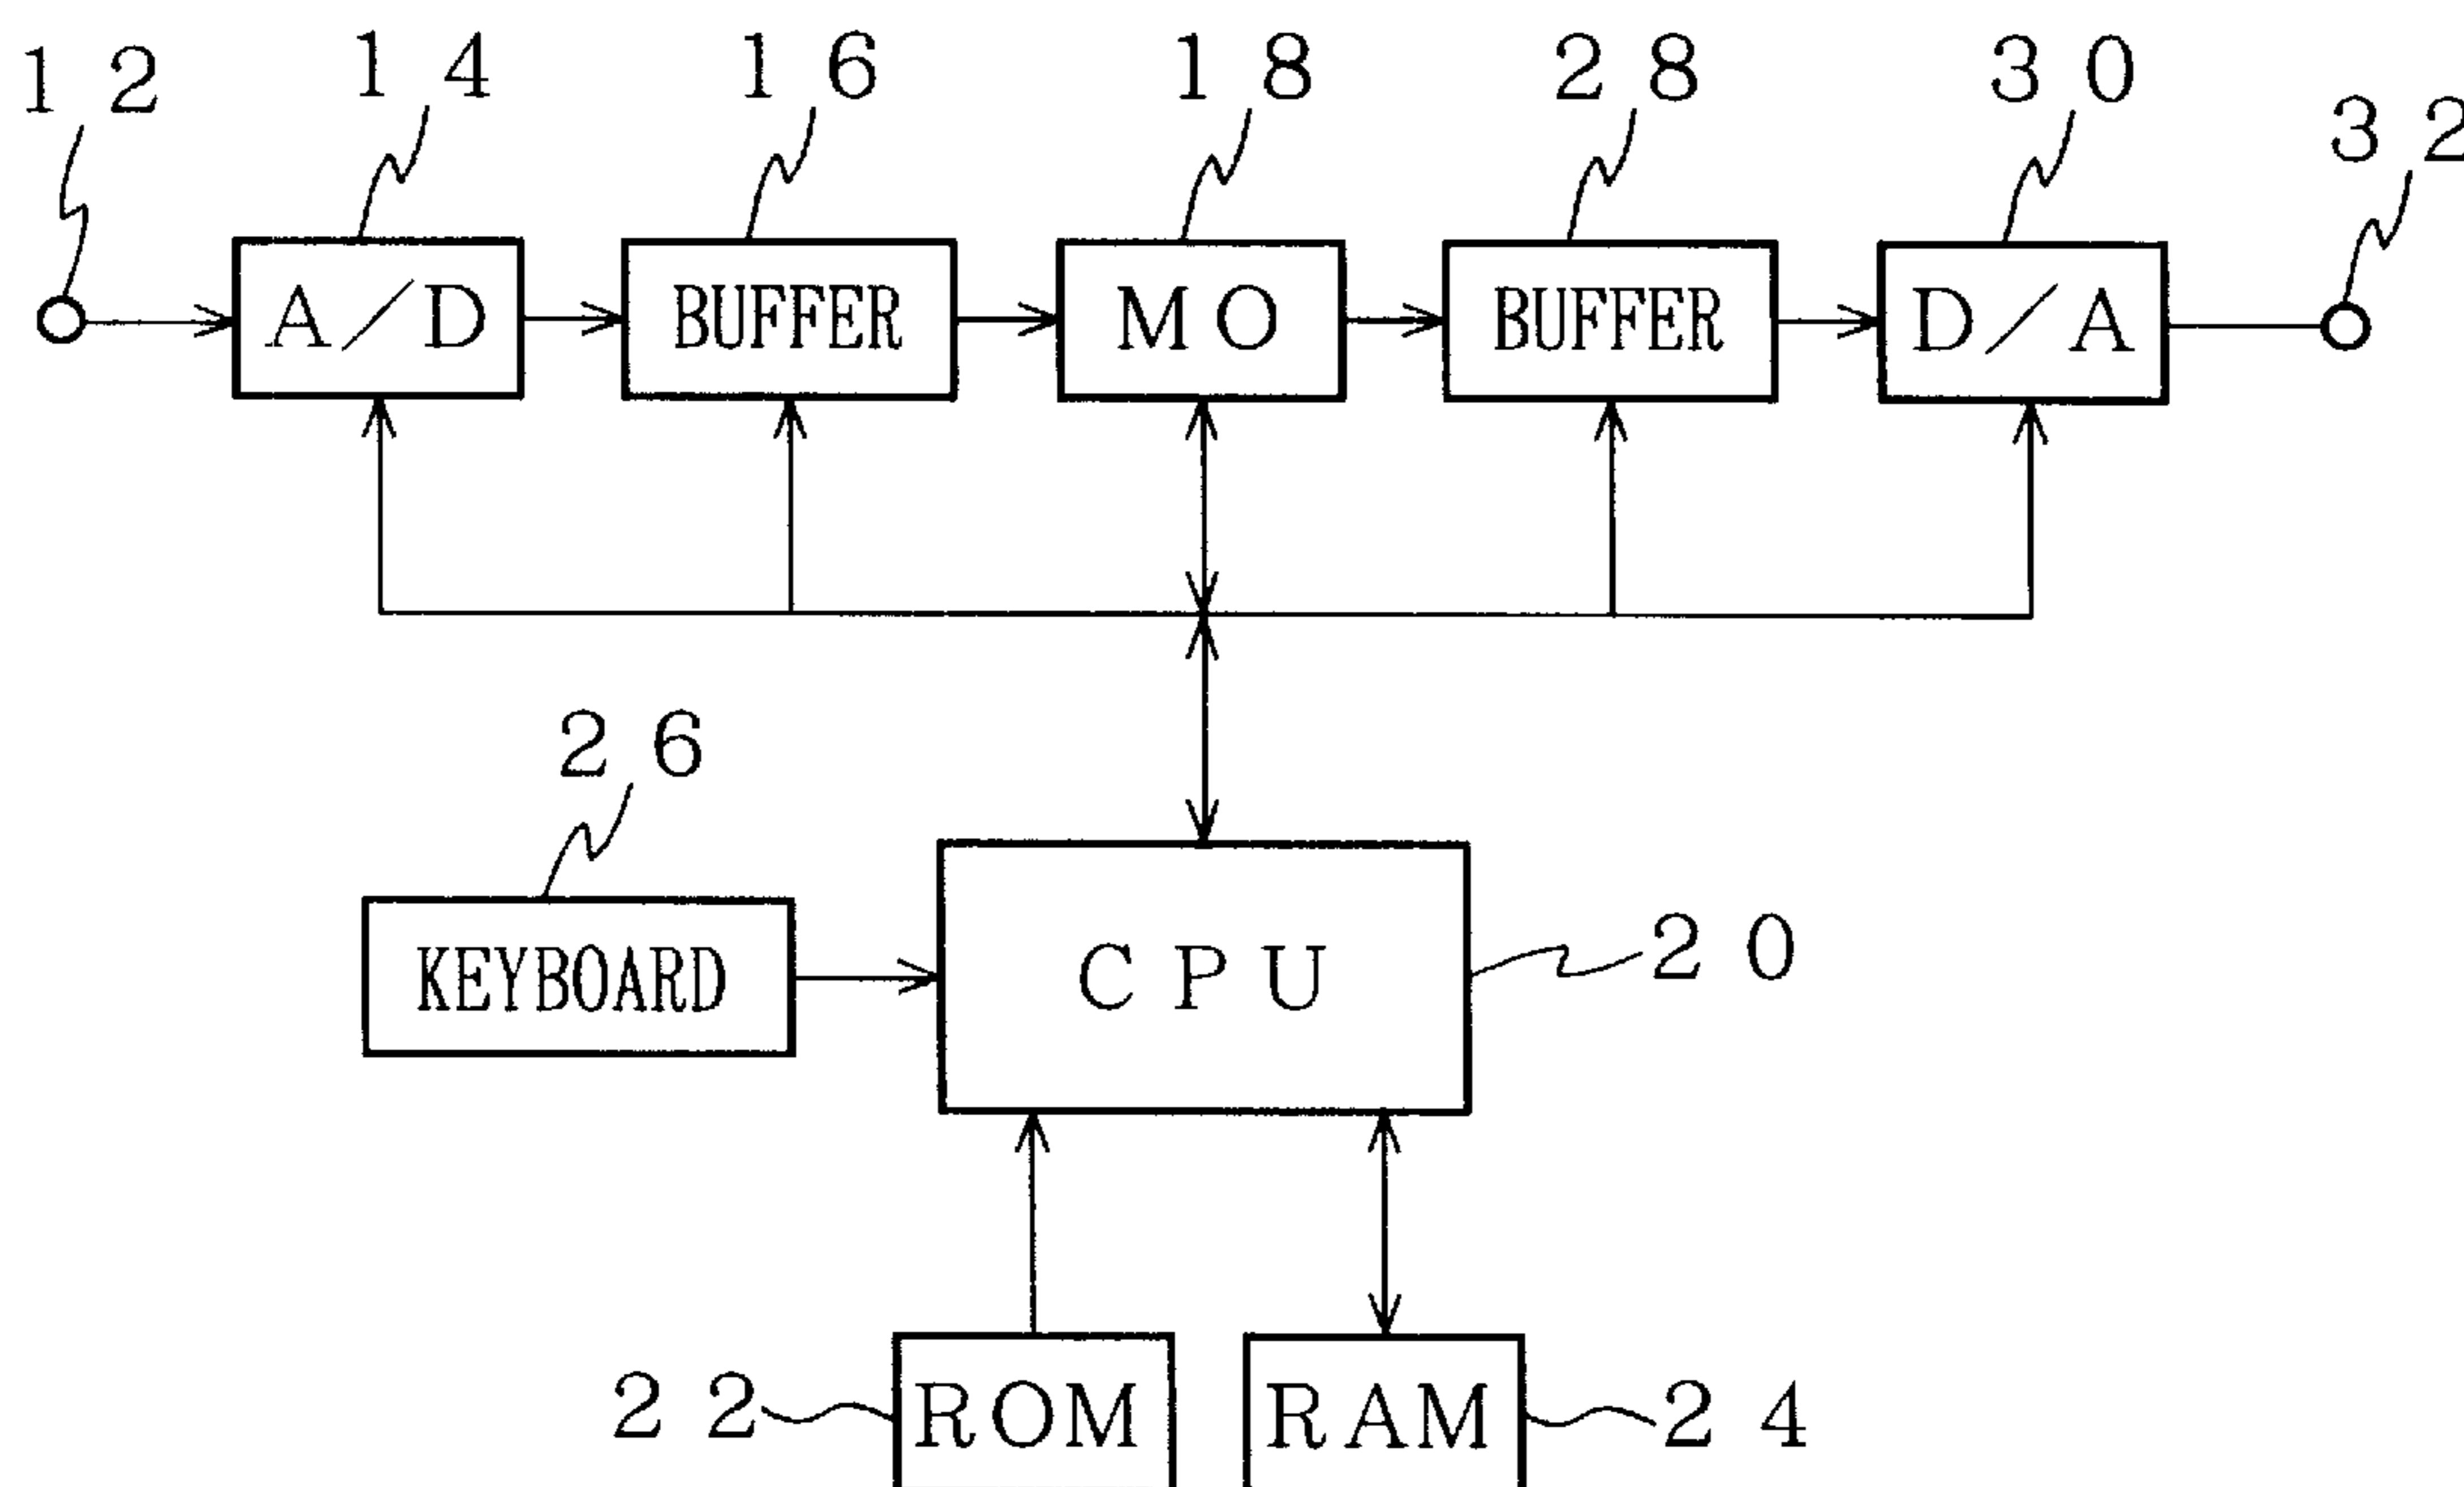 12 14 16 18 28 30 32
A/D BUFFER MO BUFFER D/A
26
KEYBOARD CPU 20
22 ROM RAM 24